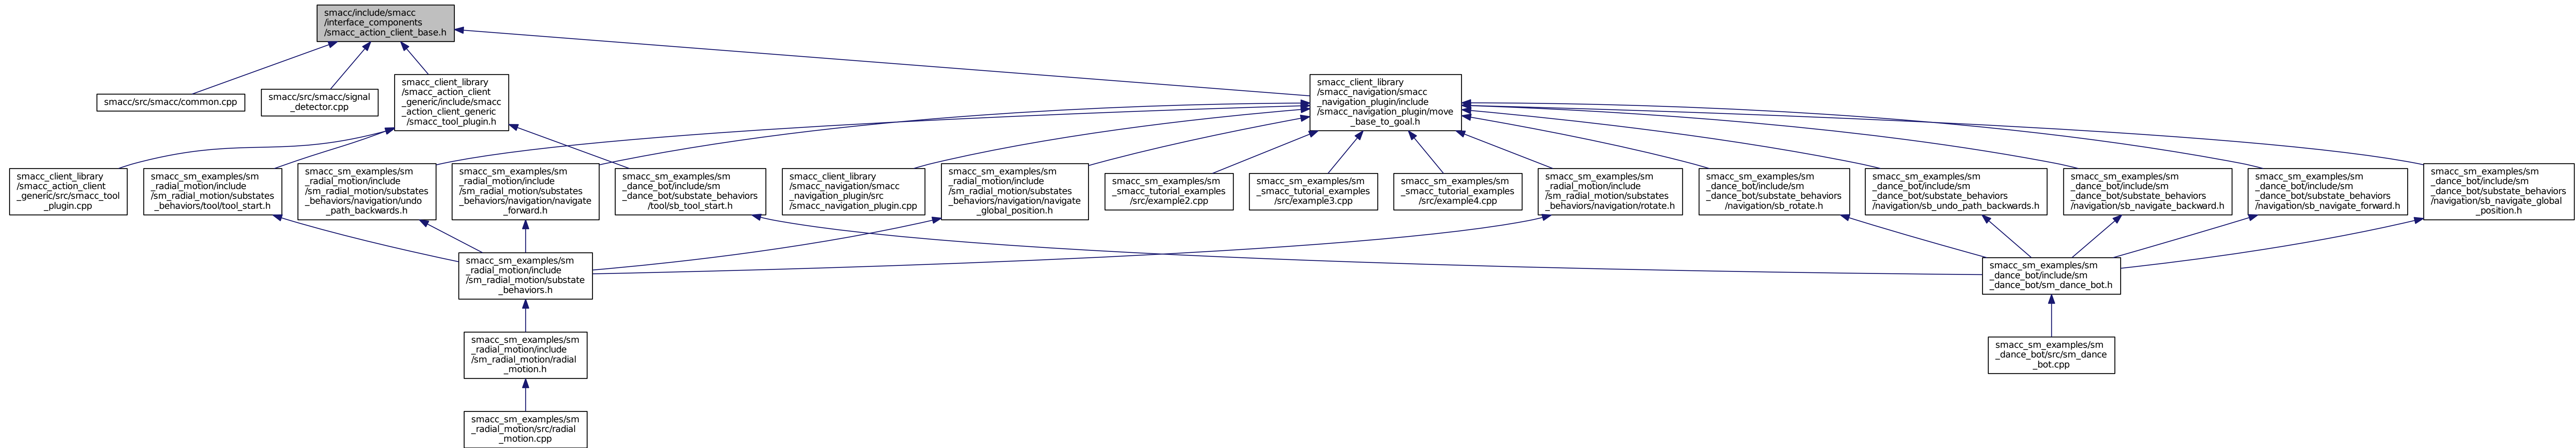 smacc/include/smacc
/interface_components
/smacc_action_client_base.h
smacc/src/smacc/common.cpp
smacc/src/smacc/signal
_detector.cpp
smacc_client_library
/smacc_action_client
_generic/include/smacc
_action_client_generic
/smacc_tool_plugin.h
smacc_client_library
/smacc_navigation/smacc
_navigation_plugin/include
/smacc_navigation_plugin/move
_base_to_goal.h
smacc_client_library
/smacc_action_client
_generic/src/smacc_tool
_plugin.cpp
smacc_sm_examples/sm
_radial_motion/include
/sm_radial_motion/substates
_behaviors/tool/tool_start.h
smacc_sm_examples/sm
_radial_motion/include
/sm_radial_motion/substates
_behaviors/navigation/undo
_path_backwards.h
smacc_sm_examples/sm
_radial_motion/include
/sm_radial_motion/substates
_behaviors/navigation/navigate
_forward.h
smacc_sm_examples/sm
_dance_bot/include/sm
_dance_bot/substate_behaviors
/tool/sb_tool_start.h
smacc_client_library
/smacc_navigation/smacc
_navigation_plugin/src
/smacc_navigation_plugin.cpp
smacc_sm_examples/sm
_radial_motion/include
/sm_radial_motion/substates
_behaviors/navigation/navigate
_global_position.h
smacc_sm_examples/sm
_smacc_tutorial_examples
/src/example2.cpp
smacc_sm_examples/sm
_smacc_tutorial_examples
/src/example3.cpp
smacc_sm_examples/sm
_smacc_tutorial_examples
/src/example4.cpp
smacc_sm_examples/sm
_radial_motion/include
/sm_radial_motion/substates
_behaviors/navigation/rotate.h
smacc_sm_examples/sm
_dance_bot/include/sm
_dance_bot/substate_behaviors
/navigation/sb_rotate.h
smacc_sm_examples/sm
_dance_bot/include/sm
_dance_bot/substate_behaviors
/navigation/sb_undo_path_backwards.h
smacc_sm_examples/sm
_dance_bot/include/sm
_dance_bot/substate_behaviors
/navigation/sb_navigate_backward.h
smacc_sm_examples/sm
_dance_bot/include/sm
_dance_bot/substate_behaviors
/navigation/sb_navigate_forward.h
smacc_sm_examples/sm
_dance_bot/include/sm
_dance_bot/substate_behaviors
/navigation/sb_navigate_global
_position.h
smacc_sm_examples/sm
_radial_motion/include
/sm_radial_motion/substate
_behaviors.h
smacc_sm_examples/sm
_dance_bot/include/sm
_dance_bot/sm_dance_bot.h
smacc_sm_examples/sm
_radial_motion/include
/sm_radial_motion/radial
_motion.h
smacc_sm_examples/sm
_dance_bot/src/sm_dance
_bot.cpp
smacc_sm_examples/sm
_radial_motion/src/radial
_motion.cpp